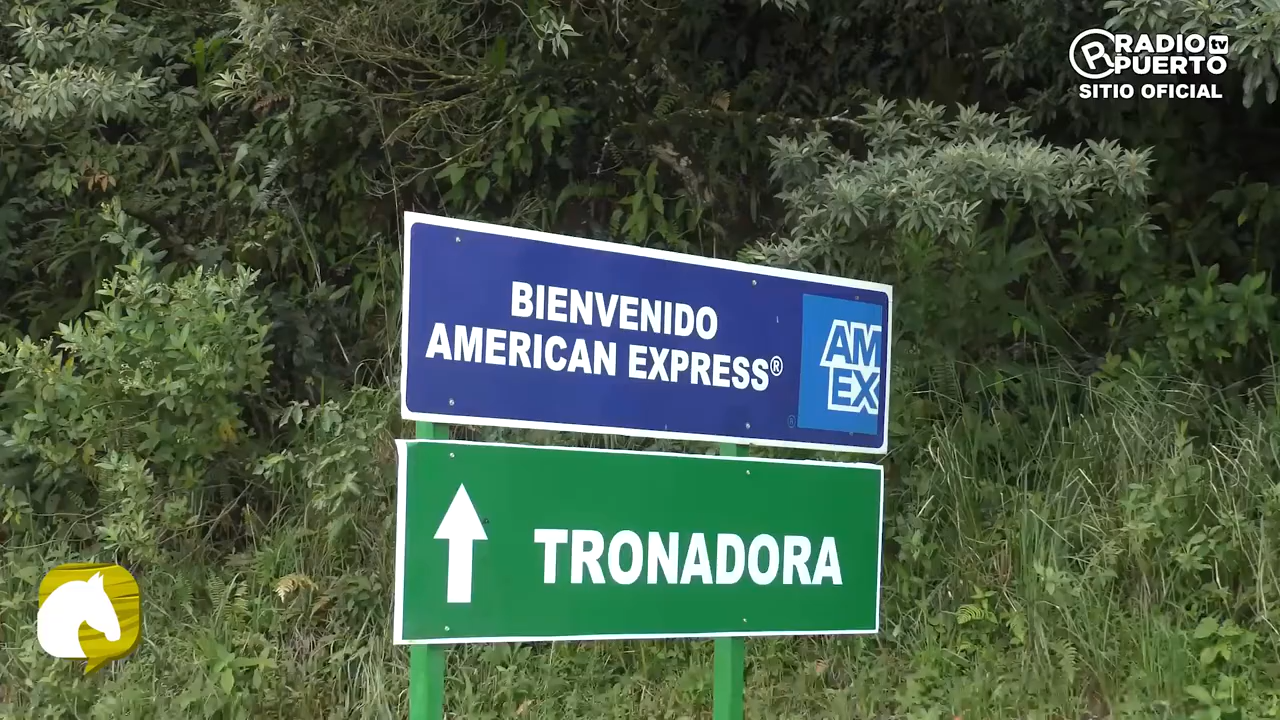 RADIO tv
PUERTO
SITIO OFICIAL
BIENVENIDO
AMERICAN EXPRESS®
AM
EX
®
TRONADORA